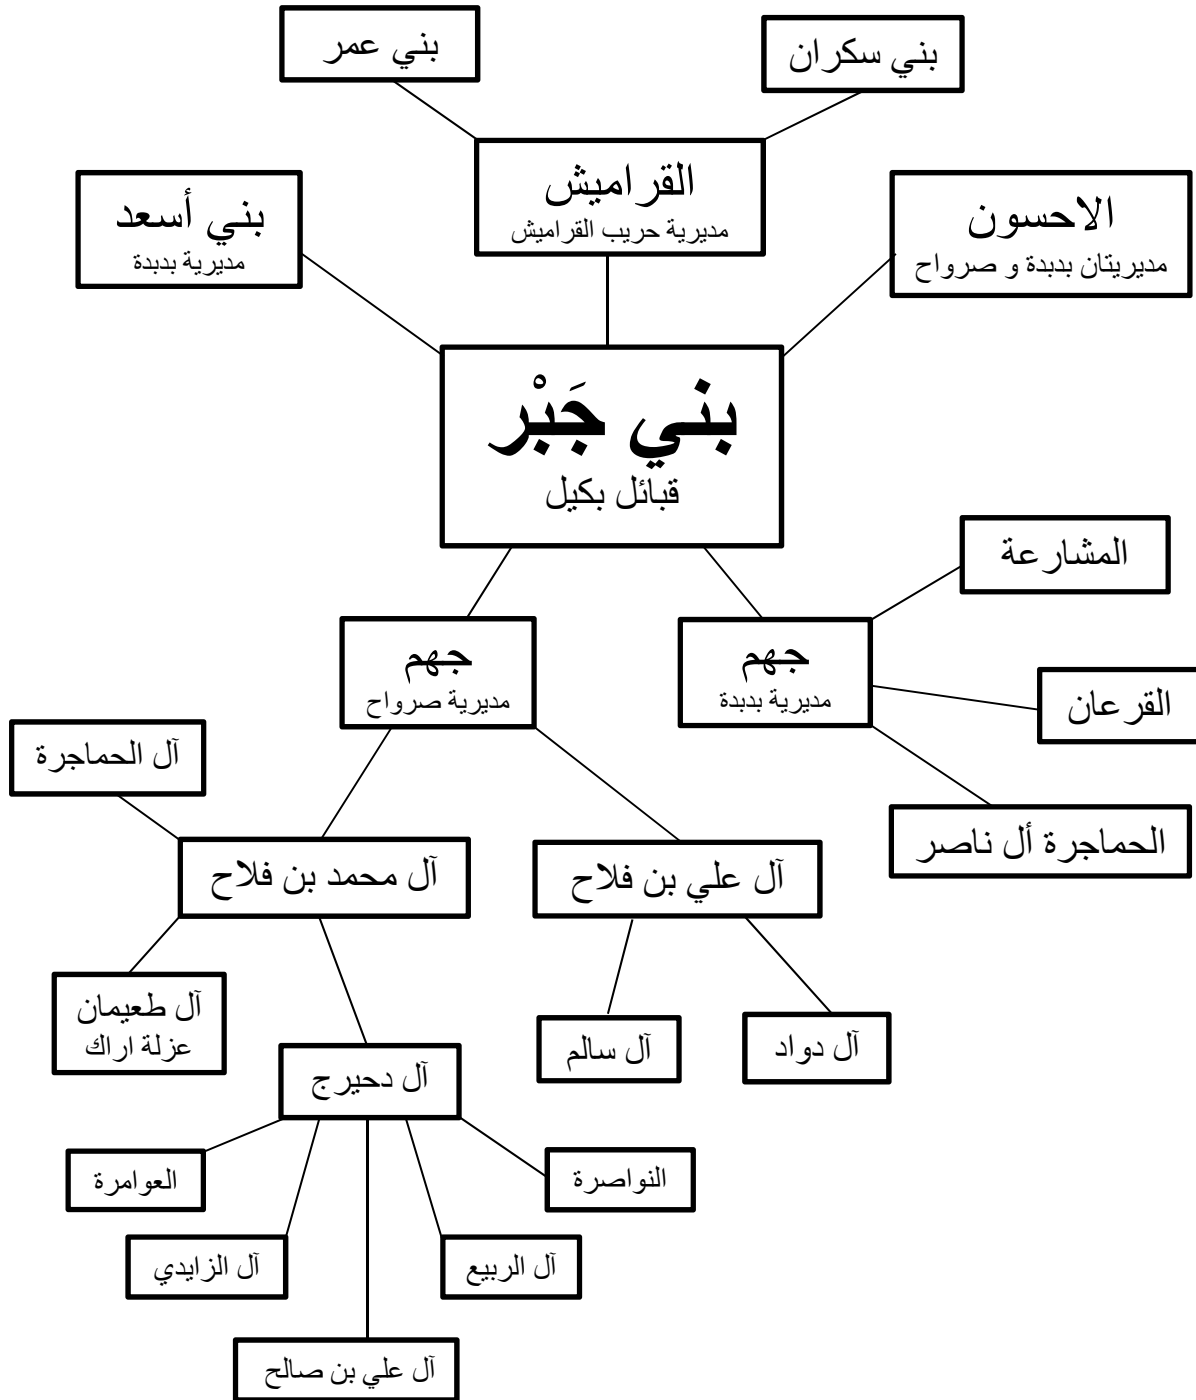 بني عمر
بني سكران
القراميش
مديرية حريب القراميش
بني أسعد
مديرية بدبدة
الاحسون
مديريتان بدبدة و صرواح
بني جَبْر
قبائل بكيل
المشارعة
جهم
مديرية صرواح
جهم
مديرية بدبدة
القرعان
آل الحماجرة
الحماجرة أل ناصر
آل محمد بن فلاح
آل علي بن فلاح
آل طعيمان
عزلة اراك
آل سالم
آل دواد
آل دحيرج
العوامرة
النواصرة
آل الزايدي
آل الربيع
آل علي بن صالح